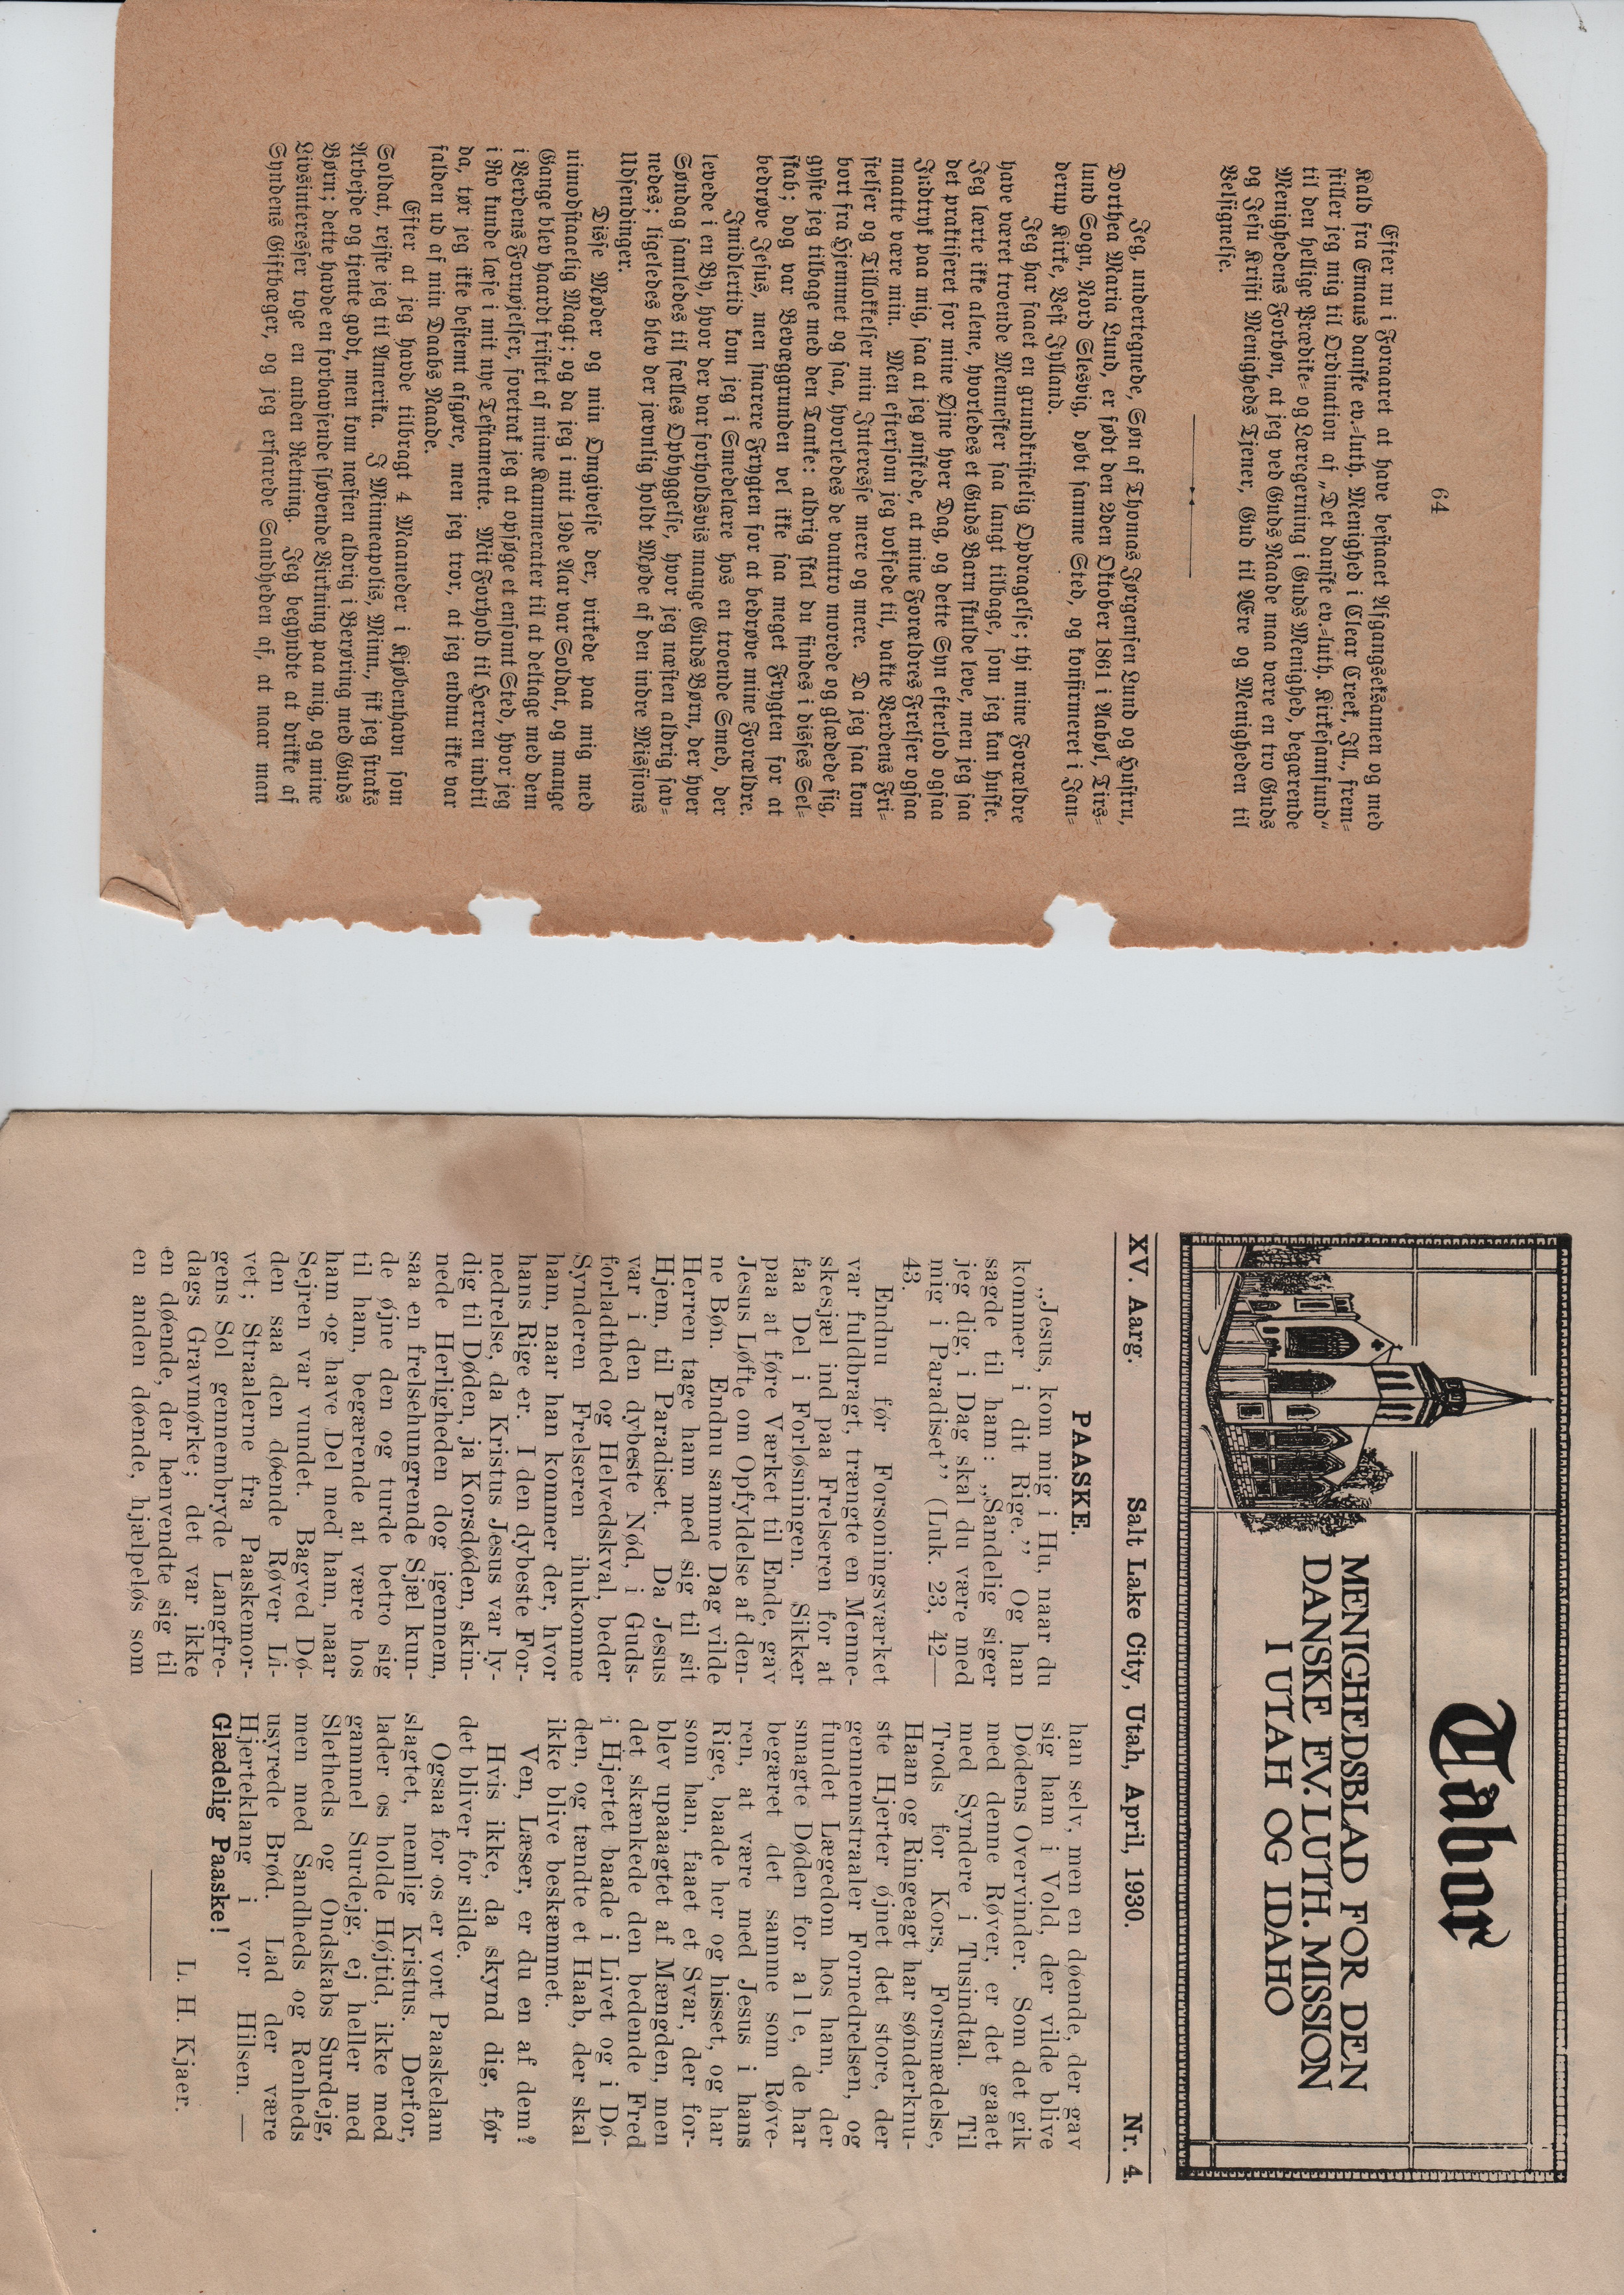 64
Efter nu i Foraaret at have bestaaet Afgangseksamen og med
Kald fra Emaus danske ev.=luth. Menighed i Clear Creek, Ill., frem=
stiller jeg mig til Ordination af „Det danske ev.=luth. Kirkesamfund"
til den hellige Prædike= og Læregerning i Guds Menighed, begærende
Menighedens Forbøn, at jeg ved Guds Naade maa være en tro Guds
og Jesu Kristi Menigheds Tjener, Gud til Ære og Menigheden til
Velsignelse.
Jeg, undertegnede, Søn af Thomas Jørgensen Lund og Hustru,
Dorthea Maria Lund, er født den 2den Oktober 1861 i Aabøl, Tirs=
lund Sogn, Nord Slesvig, døbt samme Sted, og konfirmeret i Jan=
derup Kirke, Vest Jylland.
Jeg har faaet en grundkristelig Opdragelse; thi mine Forældre
have været troende Mennesker saa langt tilbage, som jeg kan huske.
Jeg lærte ikke alene, hvorledes et Guds Barn skulde leve, men jeg saa
det praktiseret for mine Øjne hver Dag, og dette Syn efterlod ogsaa
Indtryk paa mig, saa at jeg ønskede, at mine Forældres Frelser ogsaa
maatte være min. Men eftersom jeg voksede til, vakte Verdens Fri=
stelser og Tillokkelser min Interesse mere og mere. Da jeg saa kom
bort fra Hjemmet og saa, hvorledes de vantro morede og glædede sig,
gyste jeg tilbage med den Tanke: aldrig skal du findes i disses Sel=
skab; dog var Bevæggrunden vel ikke saa meget Frygten for at
bedrøve Jesus, men snarere Frygten for at bedrøve mine Forældre.
Imidlertid kom jeg i Smedelære hos en troende Smed, der
levede i en By, hvor der var forholdsvis mange Guds Børn, der hver
Søndag samledes til fælles Opbyggelse, hvor jeg næsten aldrig sav=
nedes; ligeledes blev der jævnlig holdt Møde af den indre Missions
Udsendinger.
Disse Møder og min Omgivelse der, virkede paa mig med
uimodstaaelig Magt; og da jeg i mit 19de Aar var Soldat, og mange
Gange blev haardt fristet af mine Kammerater til at deltage med dem
i Verdens Fornøjelser, foretrak jeg at opsøge et ensomt Sted, hvor jeg
i Ro kunde læse i mit nye Testamente. Mit Forhold til Herren indtil
da, tør jeg ikke bestemt afgøre, men jeg tror, at jeg endnu ikke var
falden ud af min Daabs Naade.
Efter at jeg havde tilbragt 4 Maaneder i Kjøbenhavn som
Soldat, rejste jeg til Amerika. I Minneapolis, Minn., fik jeg straks
Arbejde og tjente godt, men kom næsten aldrig i Berøring med Guds
Børn; dette havde en forbavsende sløvende Virkning paa mig, og mine
Livsinteresser toge en anden Retning. Jeg begyndte at drikke af
Syndens Giftbæger, og jeg erfarede Sandheden af, at naar man
Tabor
MENIGHEDSBLAD FOR DEN
DANSKE EV. LUTH. MISSION
I UTAH OG IDAHO
XV. Aarg. Salt Lake City, Utah, April, 1930. Nr. 4.
PAASKE.
„Jesus, kom mig i Hu, naar du
kommer i dit Rige.'' Og han
sagde til ham: „Sandelig siger
jeg dig, i Dag skal du være med
mig i Paradiset'' (Luk. 23, 42—
43.
Endnu før Forsoningsværket
var fuldbragt, trængte en Menne-
skesjæl ind paa Frelseren for at
faa Del i Forløsningen. Sikker
paa at føre Værket til Ende, gav
Jesus Løfte om Opfyldelse af den-
ne Bøn. Endnu samme Dag vilde
Herren tage ham med sig til sit
Hjem, til Paradiset. Da Jesus
var i den dybeste Nød, i Guds-
forladthed og Helvedskval, beder
Synderen Frelseren ihukomme
ham, naar han kommer der, hvor
hans Rige er. I den dybeste For-
nedrelse, da Kristus Jesus var ly-
dig til Døden, ja Korsdøden, skin-
nede Herligheden dog igennem,
saa en frelsehungrende Sjæl kun-
de øjne den og turde betro sig
til ham, begærende at være hos
ham og have Del med ham, naar
Sejren var vundet. Bagved Dø-
den saa den døende Røver Li-
vet; Straalerne fra Paaskemor-
gens Sol gennembryde Langfre-
dags Gravmørke; det var ikke
en døende, der henvendte sig til
en anden døende, hjælpeløs som
han selv, men en døende, der gav
sig ham i Vold, der vilde blive
Dødens Overvinder. Som det gik
med denne Røver, er det gaaet
med Syndere i Tusindtal. Til
Trods for Kors, Forsmædelse,
Haan og Ringeagt har sønderknu-
ste Hjerter øjnet det store, der
gennemstraaler Fornedrelsen, og
fundet Lægedom hos ham, der
smagte Døden for alle, de har
begæret det samme som Røve-
ren, at være med Jesus i hans
Rige, baade her og hisset, og har
som han, faaet et Svar, der for-
blev upaaagtet af Mængden, men
det skænkede den bedende Fred
i Hjertet baade i Livet og i Dø-
den, og tændte et Haab, der skal
ikke blive beskæmmet.
Ven, Læser, er du en af dem?
Hvis ikke, da skynd dig, før
det bliver for silde.
Ogsaa for os er vort Paaskelam
slagtet, nemlig Kristus. Derfor,
lader os holde Højtid, ikke med
gammel Surdejg, ej heller med
Sletheds og Ondskabs Surdejg,
men med Sandheds og Renheds
usyrede Brød. Lad der være
Hjerteklang i vor Hilsen. —
Glædelig Paaske!
L. H. Kjaer.